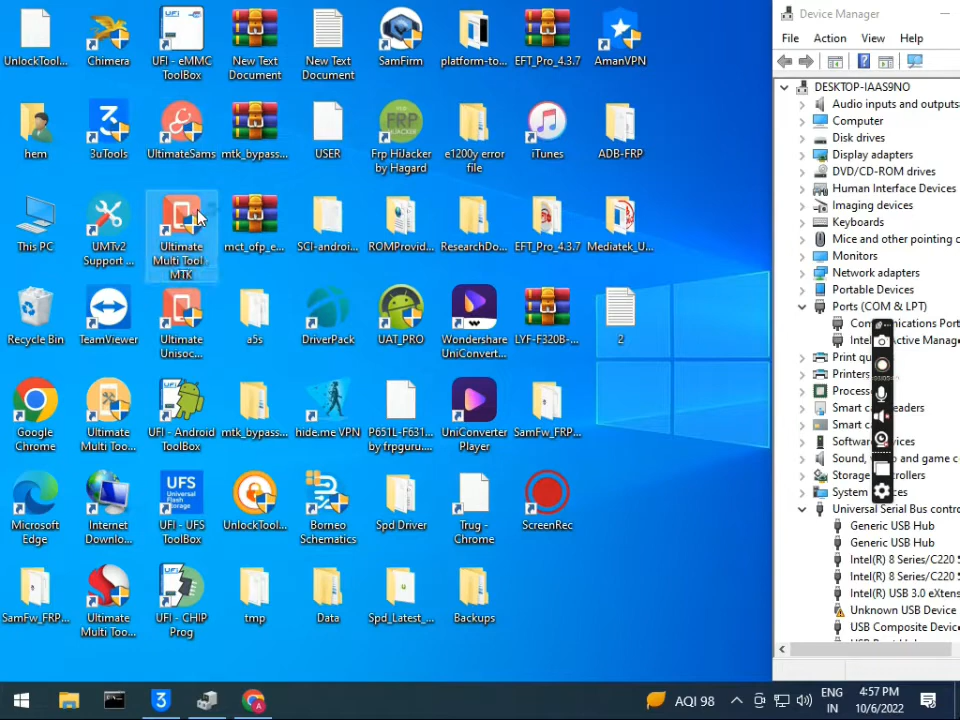 UnlockTool...
Chimera
UFI - eMMC
ToolBox
New Text
Document
New Text
Document
SamFirm
platform-to...
EFT_Pro_4.3.7
AmanVPN
hem
3uTools
UltimateSams
mtk_bypass...
USER
FRP
Frp HiJacker
by Hagard
e1200y error
file
iTunes
ADB-FRP
This PC
UMTv2
Support ...
Ultimate
Multi Tool -
MTK
mct_ofp_e...
SCI-androi...
ROMProvid...
ResearchDo...
EFT_Pro_4.3.7
Mediatek_U...
Recycle Bin
TeamViewer
Ultimate
Unisoc...
a5s
DriverPack
UAT_PRO
Wondershare
UniConvert...
LYF-F320B-...
2
Google
Chrome
Ultimate
Multi Too...
UFI - Android
ToolBox
mtk_bypass...
hide.me VPN
P651L-F631...
by frpguru....
UniConverter
Player
SamFw_FRP...
Microsoft
Edge
Internet
Downlo...
UFS
Universal
Flash
Storage
UFI - UFS
ToolBox
UnlockTool...
Borneo
Schematics
Spd Driver
Trug -
Chrome
ScreenRec
SamFw_FRP...
Ultimate
Multi Too...
UFI - CHIP
Prog
tmp
Data
Spd_Latest_...
Backups
Device Manager
File Action View Help
DESKTOP-IAAS9NO
Audio inputs and outputs
Computer
Disk drives
Display adapters
DVD/CD-ROM drives
Human Interface Devices
Imaging devices
Keyboards
Mice and other pointing
Monitors
Network adapters
Portable Devices
Ports (COM & LPT)
Print
Printers
Storage
System
Generic USB Hub
Generic USB Hub
Intel(R) 8 Series/C220
Intel(R) 8 Series/C220
Intel(R) USB 3.0 eXten
Unknown USB Device
USB Composite
AQI 98
ENG
IN
4:57 PM
10/6/2022